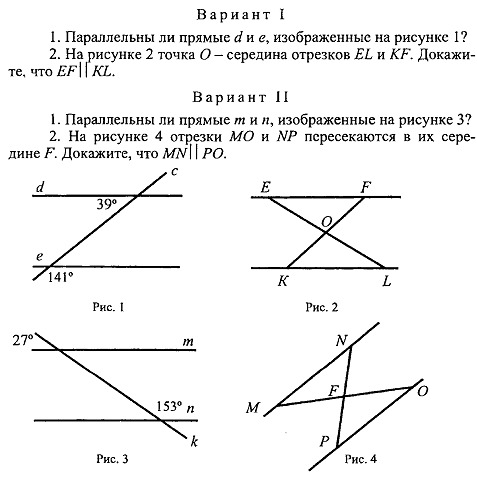 Вариант I
1. Параллельны ли прямые d и e, изображенные на рисунке 1?
2. На рисунке 2 точка O – середина отрезков EL и KF. Докажи-
те, что EF || KL.
Вариант II
1. Параллельны ли прямые m и n, изображенные на рисунке 3?
2. На рисунке 4 отрезки MO и NP пересекаются в их сере-
дине F. Докажите, что MN || PO.
c
d
39°
e
141°
Рис. 1
E F
O
K L
Рис. 2
27°
m
153° n
k
Рис. 3
N
F O
M
P
Рис. 4